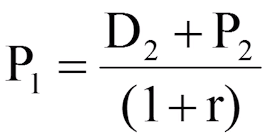 P₁ = (D₂ + P₂) / (1 + r)